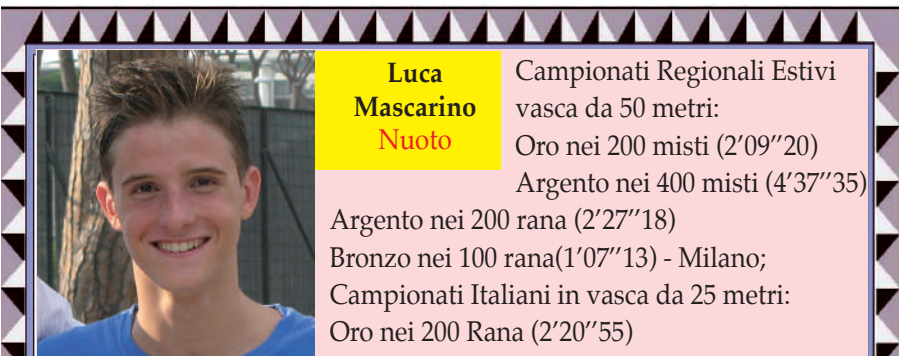 Luca
Mascarino
Nuoto
Campionati Regionali Estivi
vasca da 50 metri:
Oro nei 200 misti (2’09’’20)
Argento nei 400 misti (4’37’’35)
Argento nei 200 rana (2’27’’18)
Bronzo nei 100 rana(1’07’’13) - Milano;
Campionati Italiani in vasca da 25 metri:
Oro nei 200 Rana (2’20’’55)